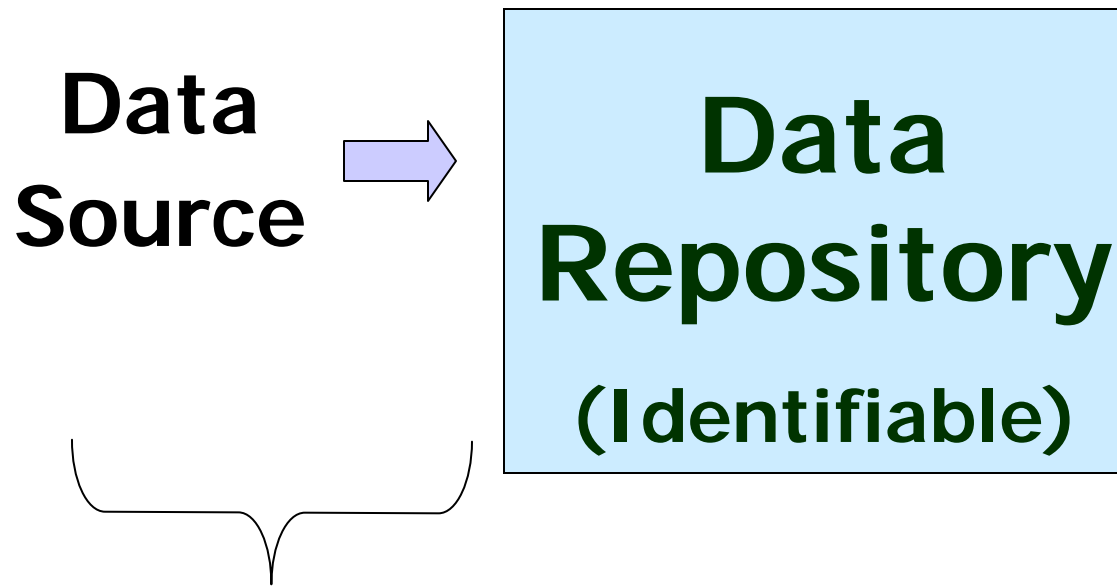 Data
Source
Data
Repository
(Identifiable)